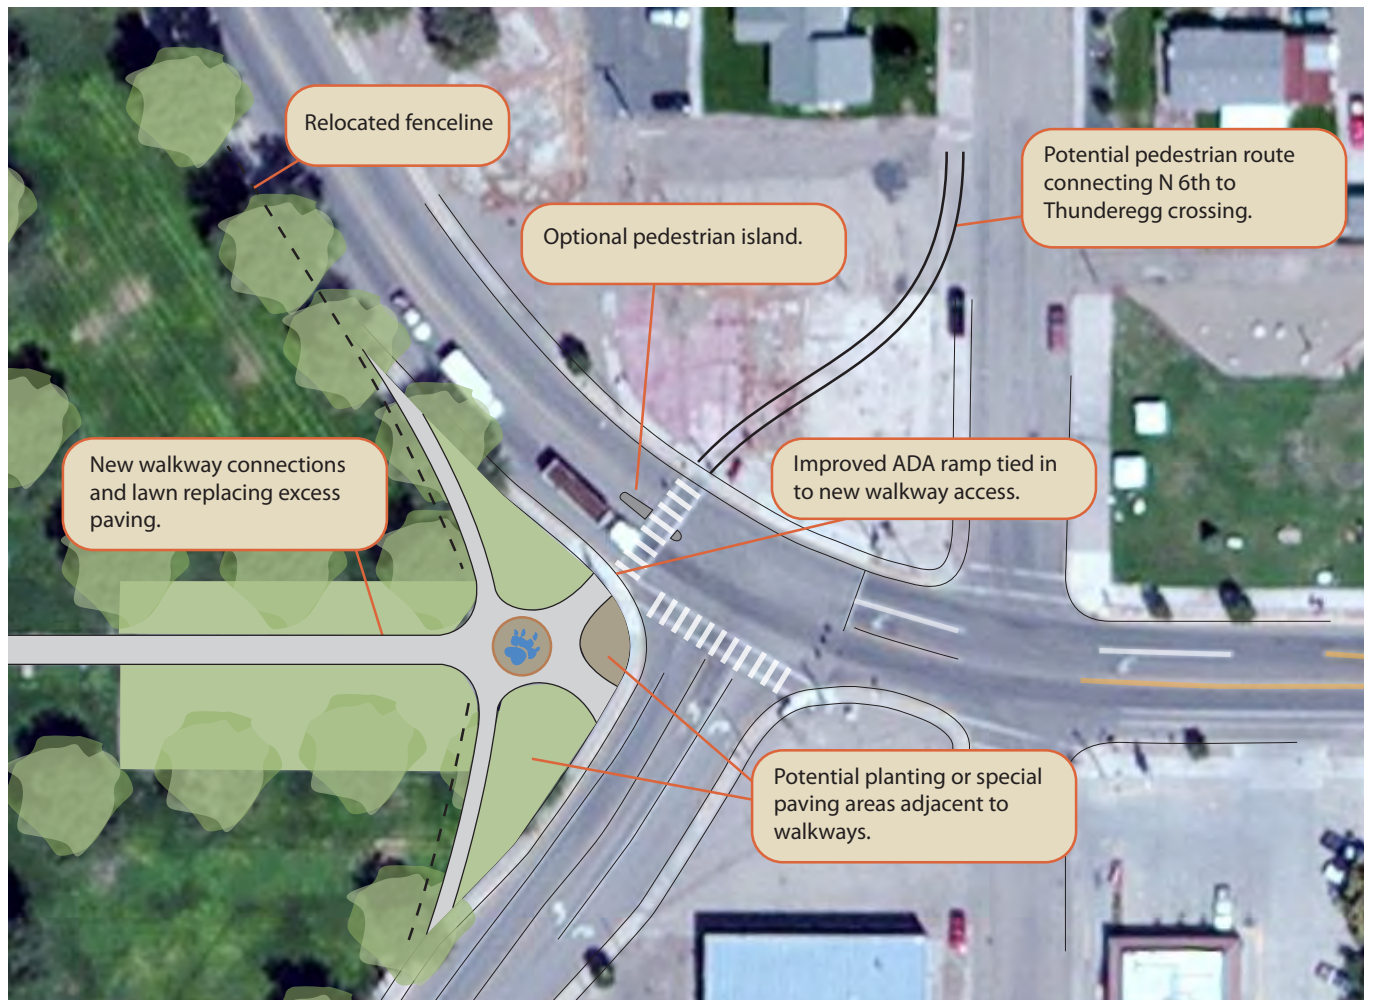 Relocated fenceline
Potential pedestrian route
connecting N 6th to
Thunderegg crossing.
Optional pedestrian island.
New walkway connections
and lawn replacing excess
paving.
Improved ADA ramp tied in
to new walkway access.
Potential planting or special
paving areas adjacent to
walkways.